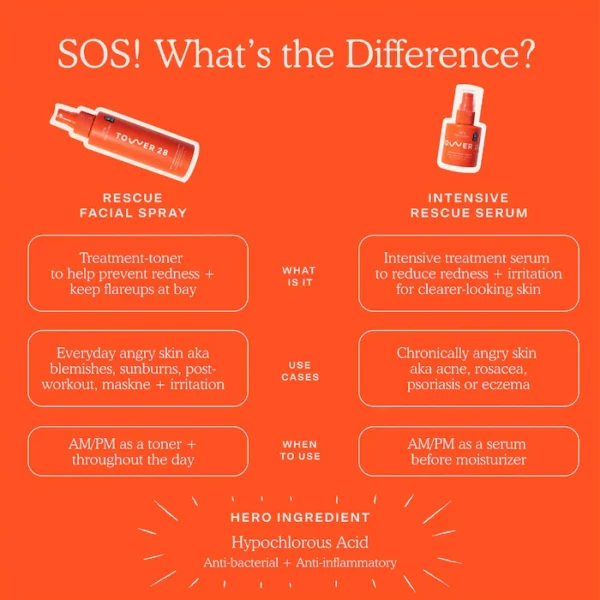 SOS! What's the Difference?
TOWER 28
RESCUE
FACIAL SPRAY
INTENSIVE
RESCUE SERUM
Treatment-toner
to help prevent redness +
keep flareups at bay
WHAT
IS IT
Intensive treatment serum
to reduce redness + irritation
for clearer-looking skin
Everyday angry skin aka
blemishes, sunburns, post-
workout, maskne + irritation
USE
CASES
Chronically angry skin
aka acne, rosacea,
psoriasis or eczema
AM/PM as a toner +
throughout the day
WHEN
TO USE
AM/PM as a serum
before moisturizer
HERO INGREDIENT
Hypochlorous Acid
Anti-bacterial + Anti-inflammatory